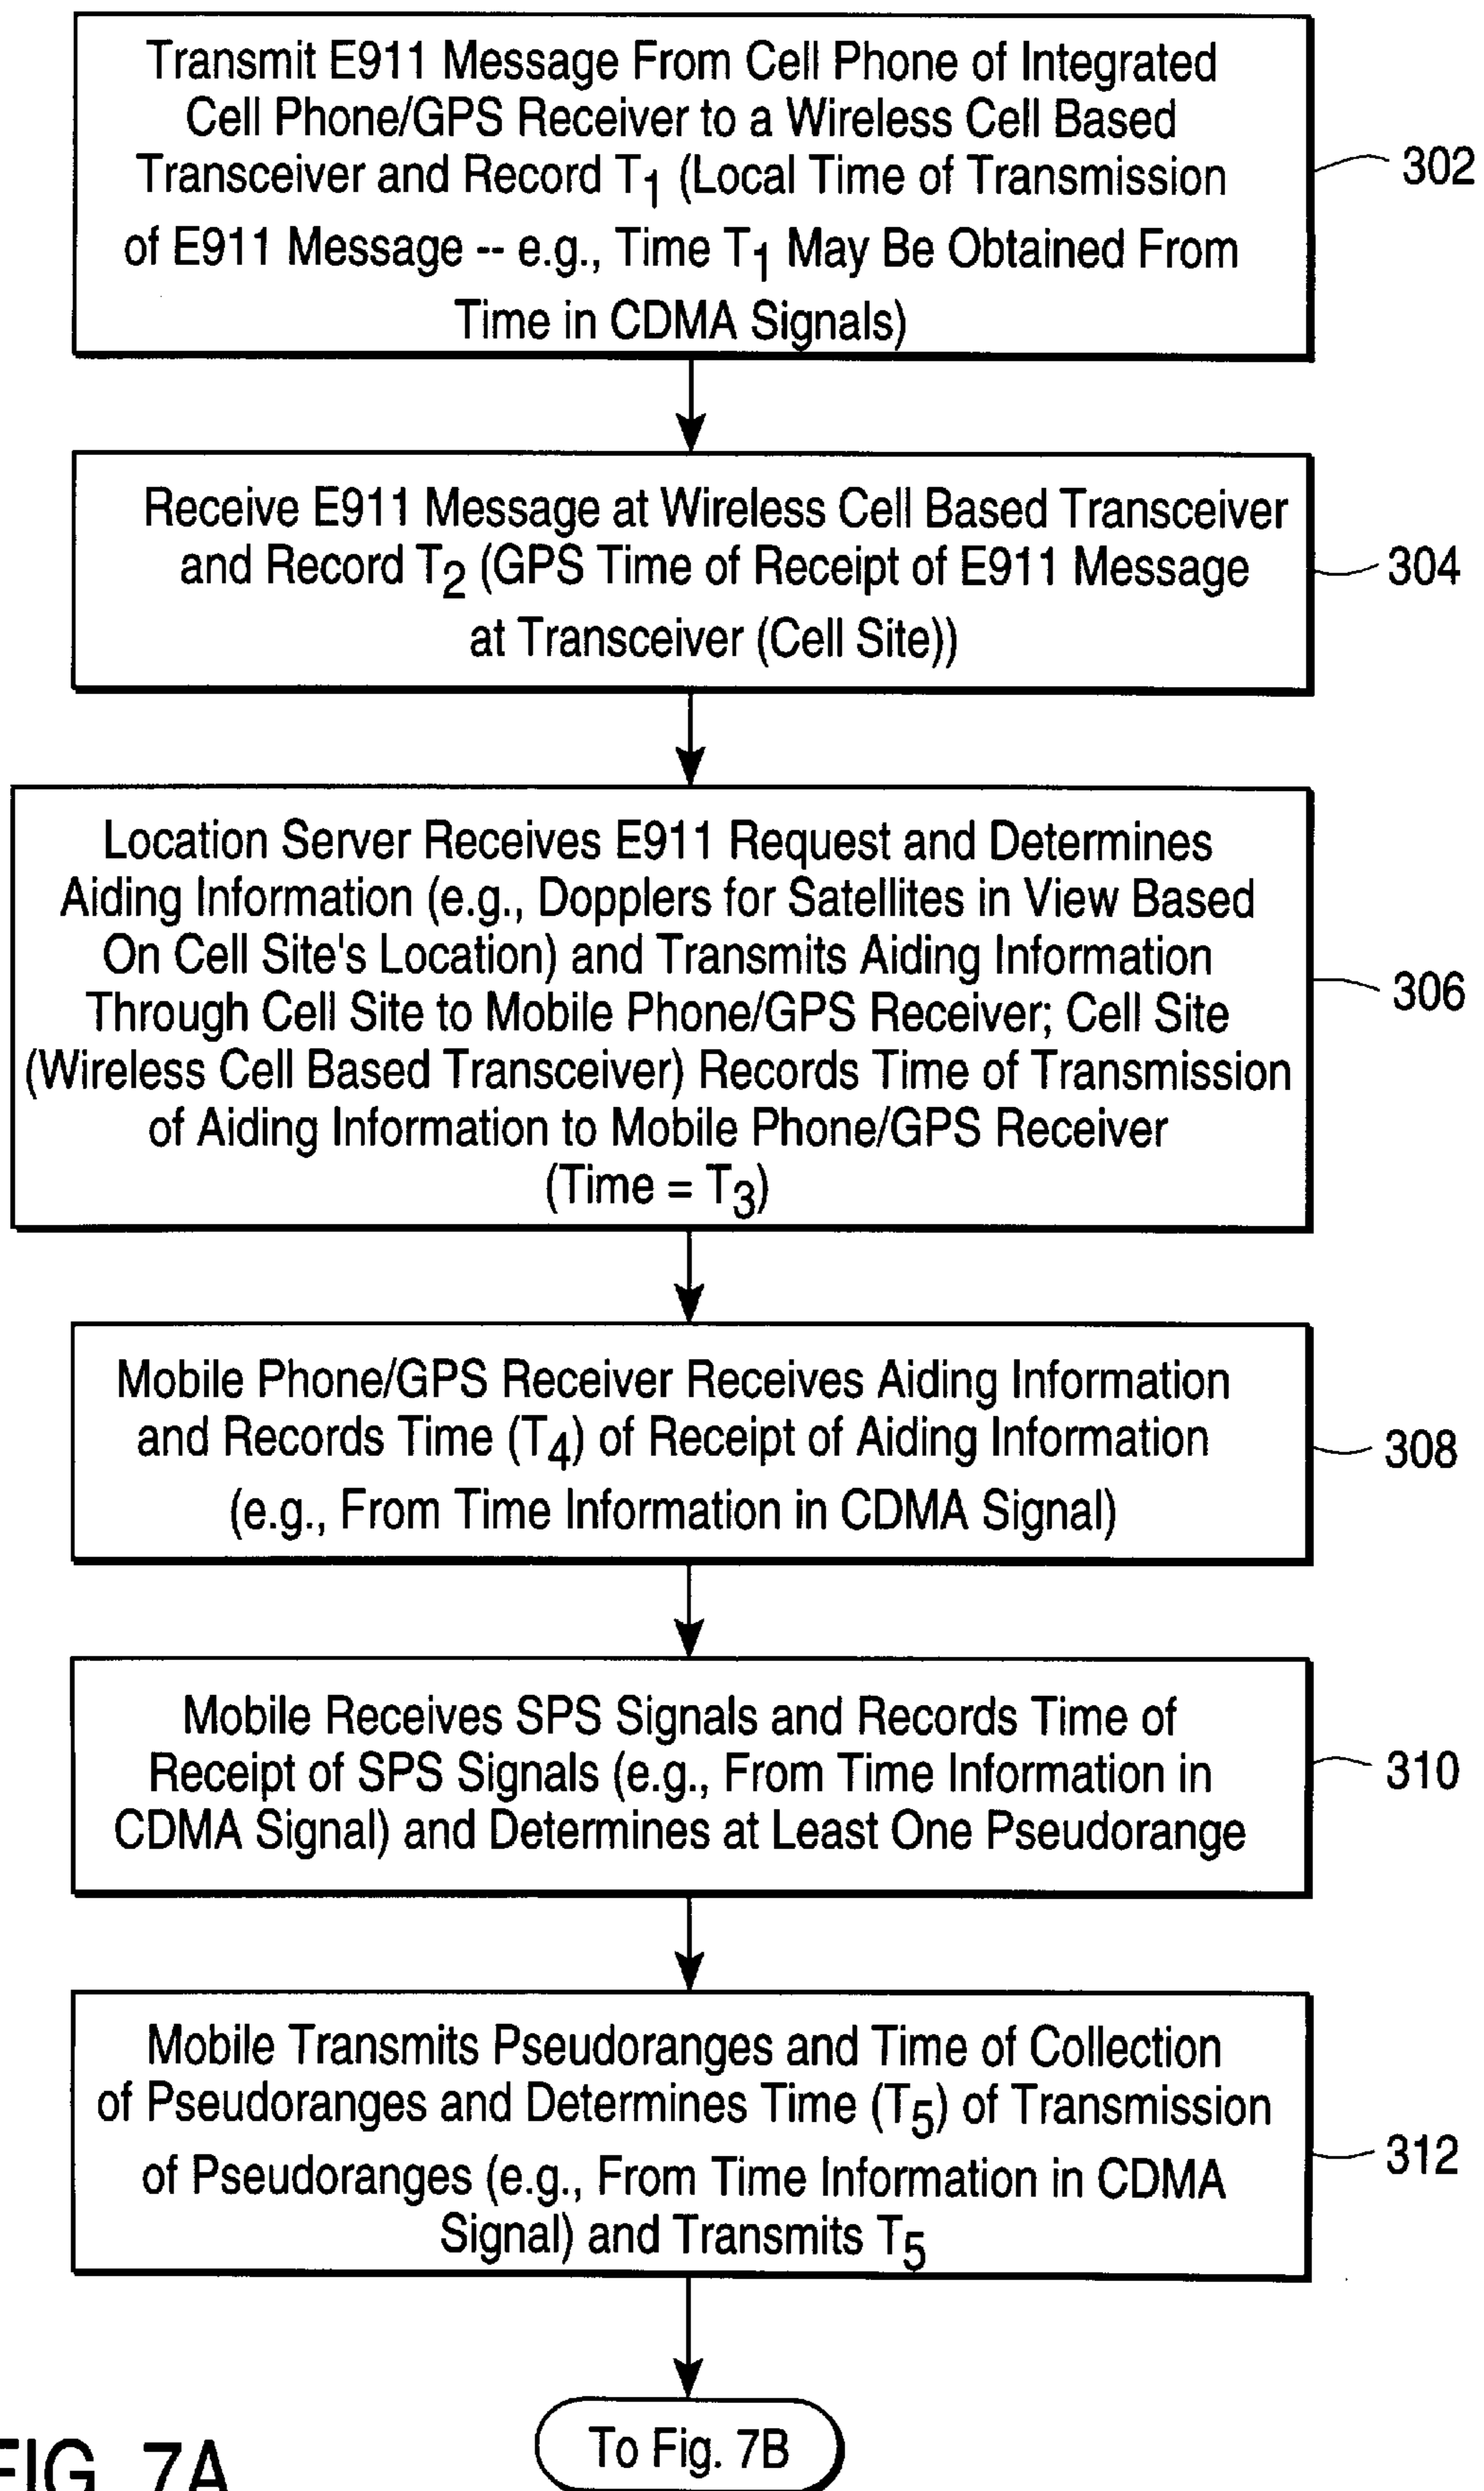 Transmit E911 Message From Cell Phone of Integrated
Cell Phone/GPS Receiver to a Wireless Cell Based
Transceiver and Record T1 (Local Time of Transmission
of E911 Message -- e.g., Time T1 May Be Obtained From
Time in CDMA Signals)
302
Receive E911 Message at Wireless Cell Based Transceiver
and Record T2 (GPS Time of Receipt of E911 Message
at Transceiver (Cell Site))
304
Location Server Receives E911 Request and Determines
Aiding Information (e.g., Dopplers for Satellites in View Based
On Cell Site's Location) and Transmits Aiding Information
Through Cell Site to Mobile Phone/GPS Receiver; Cell Site
(Wireless Cell Based Transceiver) Records Time of Transmission
of Aiding Information to Mobile Phone/GPS Receiver
(Time = T3)
306
Mobile Phone/GPS Receiver Receives Aiding Information
and Records Time (T4) of Receipt of Aiding Information
(e.g., From Time Information in CDMA Signal)
308
Mobile Receives SPS Signals and Records Time of
Receipt of SPS Signals (e.g., From Time Information in
CDMA Signal) and Determines at Least One Pseudorange
310
Mobile Transmits Pseudoranges and Time of Collection
of Pseudoranges and Determines Time (T5) of Transmission
of Pseudoranges (e.g., From Time Information in CDMA
Signal) and Transmits T5
312
To Fig. 7B
FIG. 7A